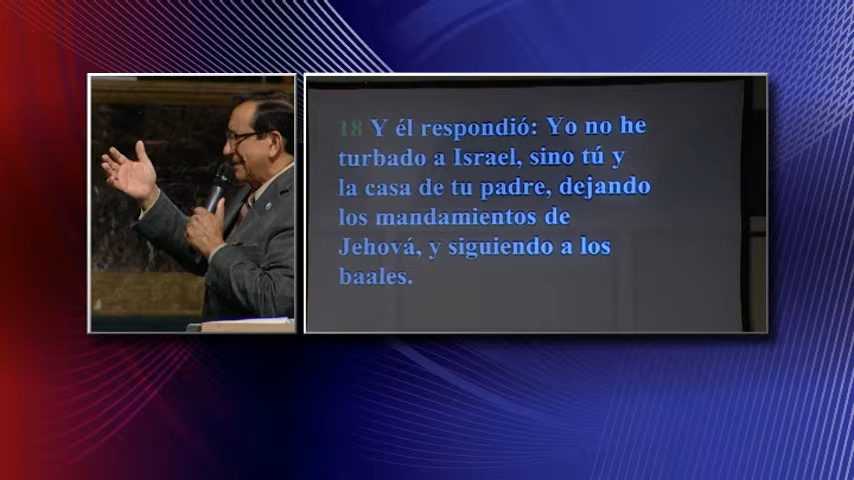 18 Y él respondió: Yo no he
turbado a Israel, sino tú y
la casa de tu padre, dejando
los mandamientos de
Jehová, y siguiendo a los
baales.